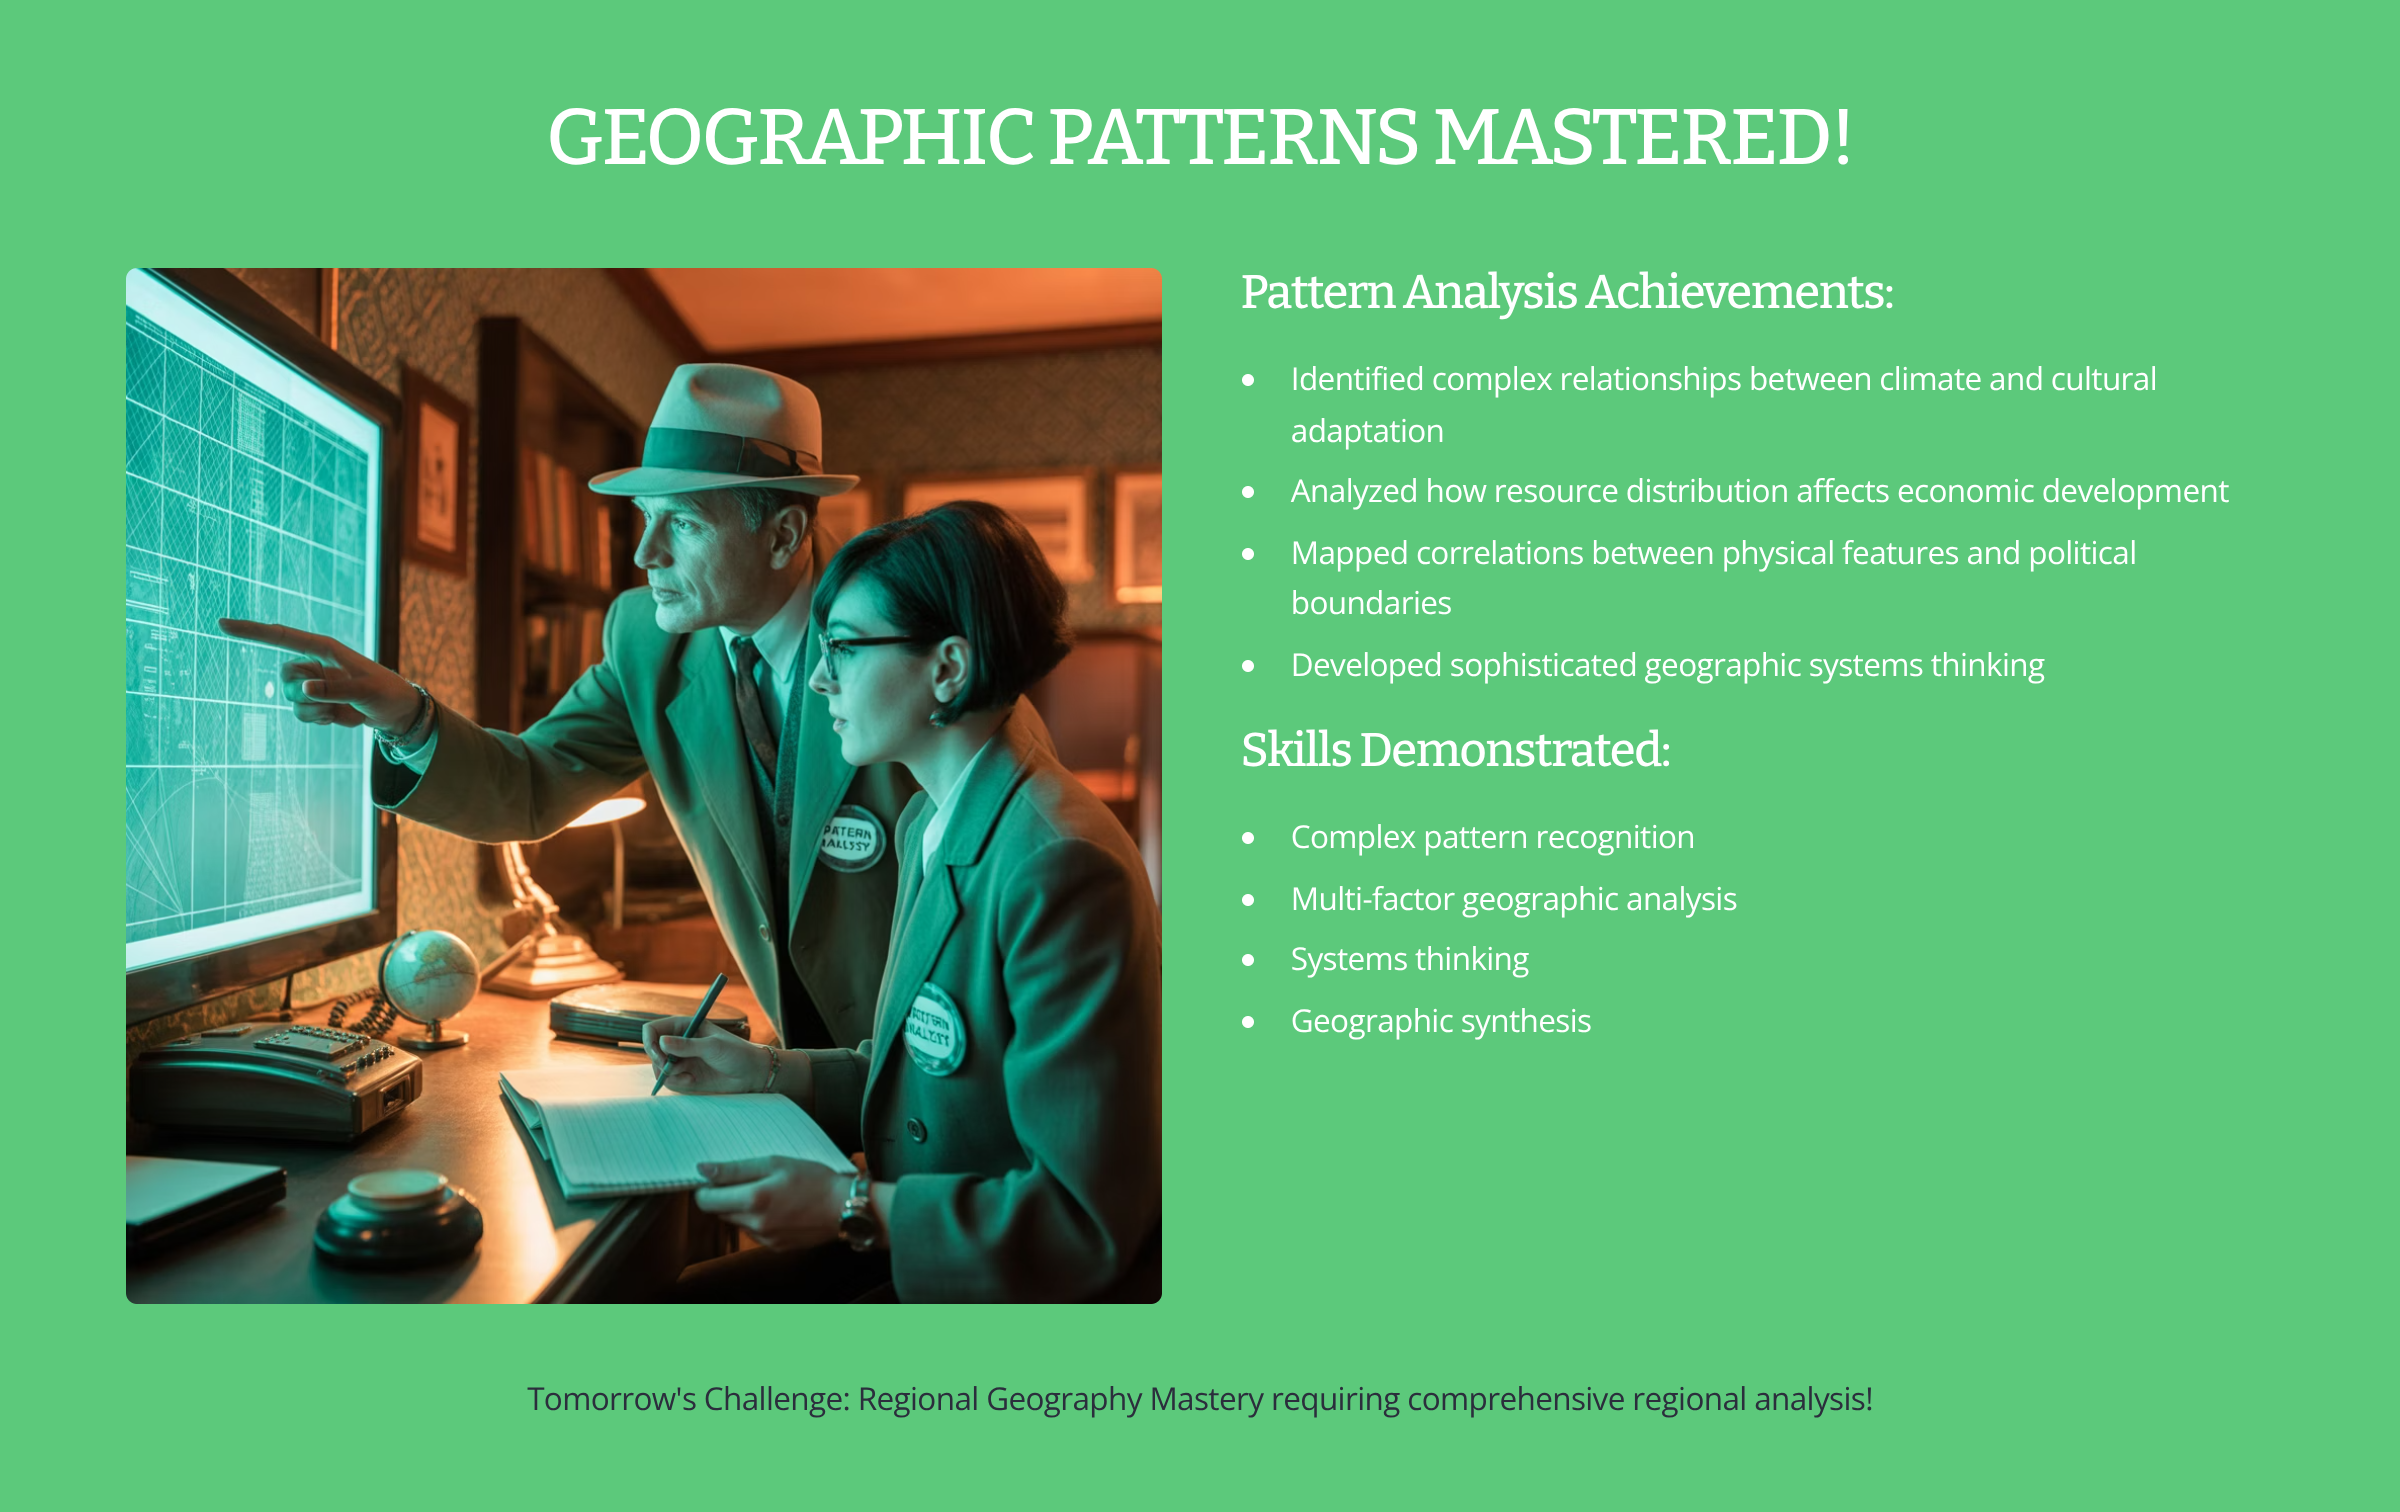 GEOGRAPHIC PATTERNS MASTERED!
Pattern Analysis Achievements:
Identified complex relationships between climate and cultural
adaptation
Analyzed how resource distribution affects economic development
Mapped correlations between physical features and political
boundaries
Developed sophisticated geographic systems thinking
Skills Demonstrated:
Complex pattern recognition
Multi-factor geographic analysis
Systems thinking
Geographic synthesis
Tomorrow's Challenge: Regional Geography Mastery requiring comprehensive regional analysis!